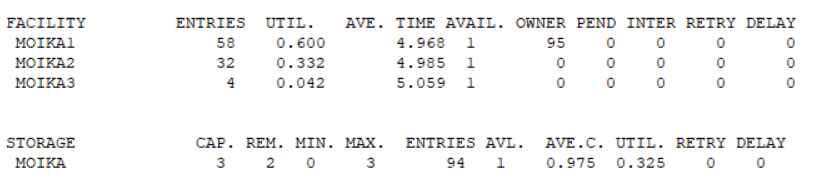 FACILITY ENTRIES UTIL. AVE. TIME AVAIL. OWNER PEND INTER RETRY DELAY
MOIKA1 58 0.600 4.968 1 95 0 0 0 0
MOIKA2 32 0.332 4.985 1 0 0 0 0 0
MOIKA3 4 0.042 5.059 1 0 0 0 0 0
STORAGE CAP. REM. MIN. MAX. ENTRIES AVL. AVE.C. UTIL. RETRY DELAY
MOIKA 3 2 0 3 94 1 0.975 0.325 0 0